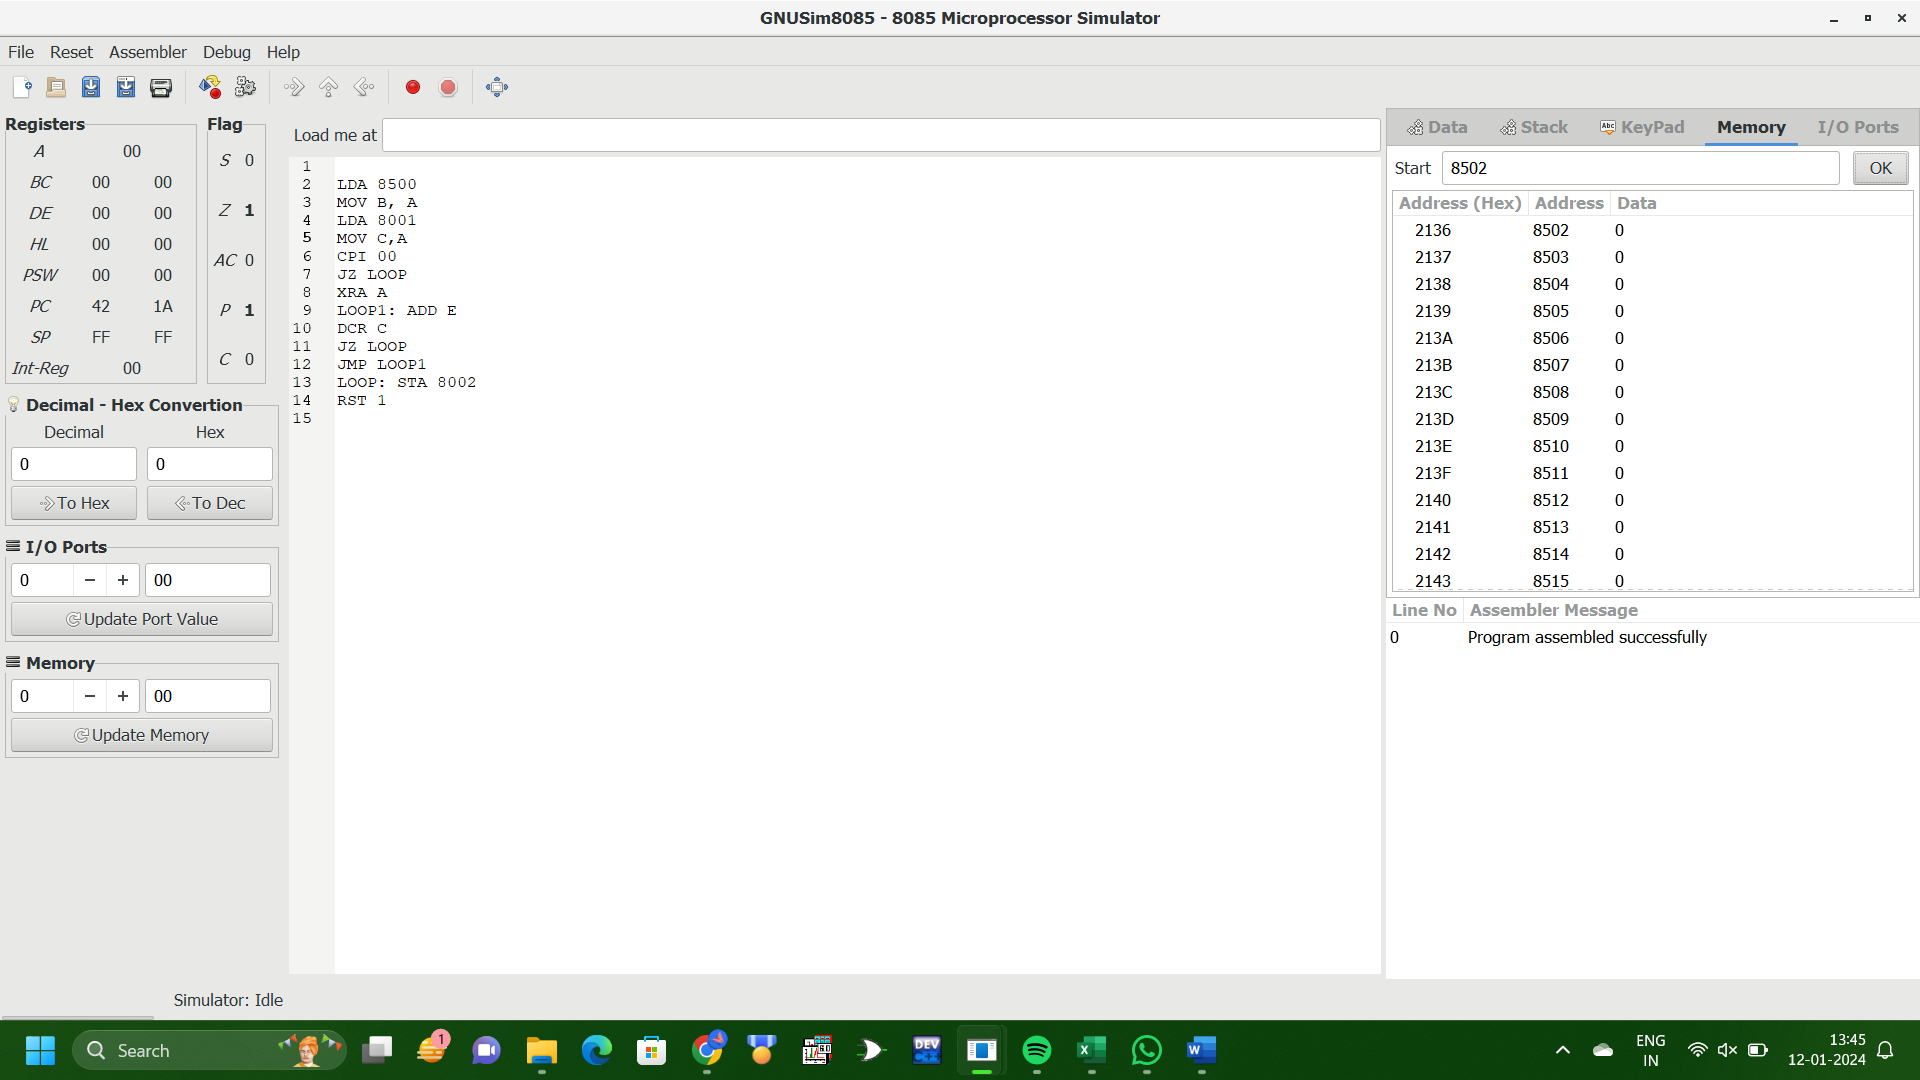 GNUSim8085 - 8085 Microprocessor Simulator
File Reset Assembler Debug Help
Registers
A 00
BC 00 00
DE 00 00
HL 00 00
PSW 00 00
PC 42 1A
SP FF FF
Int-Reg 00
Flag
S 0
Z 1
AC 0
P 1
C 0
Decimal - Hex Convertion
Decimal Hex
0 0
To Hex To Dec
I/O Ports
0 − + 00
Update Port Value
Memory
0 − + 00
Update Memory
Load me at
1
2 LDA 8500
3 MOV B, A
4 LDA 8001
5 MOV C,A
6 CPI 00
7 JZ LOOP
8 XRA A
9 LOOP1: ADD E
10 DCR C
11 JZ LOOP
12 JMP LOOP1
13 LOOP: STA 8002
14 RST 1
15
Data Stack Abc KeyPad Memory I/O Ports
Start 8502 OK
Address (Hex) Address Data
2136 8502 0
2137 8503 0
2138 8504 0
2139 8505 0
213A 8506 0
213B 8507 0
213C 8508 0
213D 8509 0
213E 8510 0
213F 8511 0
2140 8512 0
2141 8513 0
2142 8514 0
2143 8515 0
Line No Assembler Message
0 Program assembled successfully
Simulator: Idle
Search
1
DEV
C++
W
ENG
IN
13:45
12-01-2024